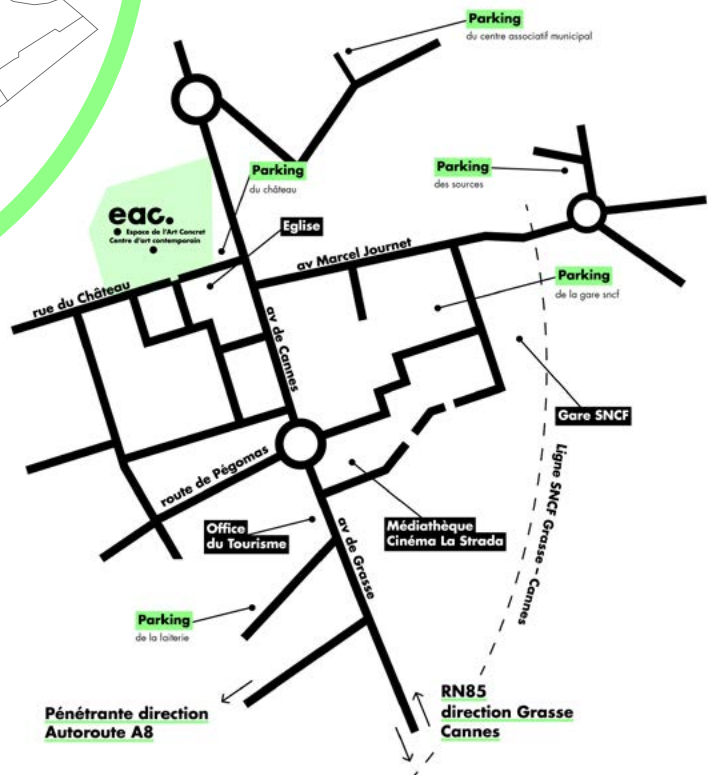 Parking
du centre associatif municipal
Parking
du château
Parking
des sources
eac.
Espace de l'Art Concret
Centre d'art contemporain
Eglise
av Marcel Journet
rue du Château
Parking
de la gare sncf
av de Cannes
Gare SNCF
route de Pégomas
Ligne SNCF Grasse - Cannes
Office
du Tourisme
av de Grasse
Médiathèque
Cinéma La Strada
Parking
de la laiterie
RN85
direction Grasse
Cannes
Pénétrante direction
Autoroute A8